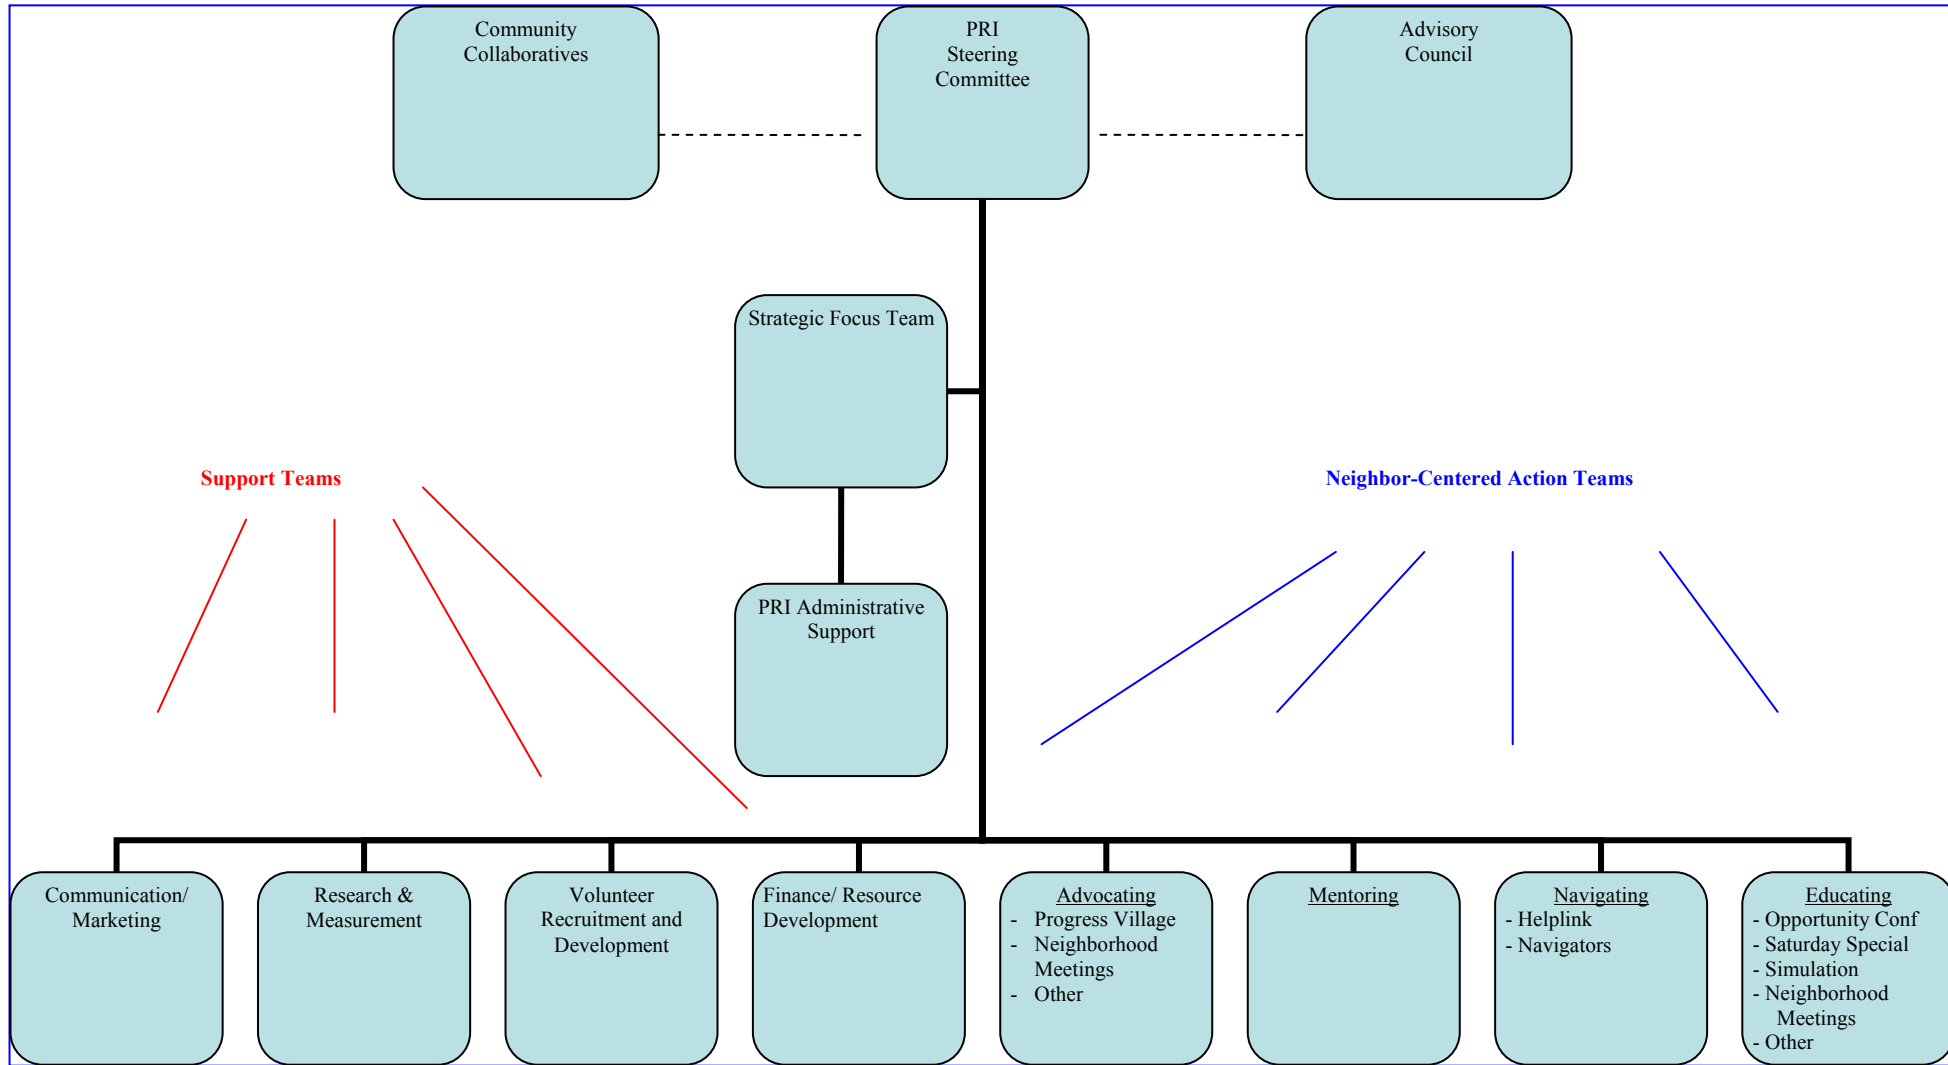 Community
Collaboratives
PRI
Steering
Committee
Advisory
Council
Strategic Focus Team
Support Teams
Neighbor-Centered Action Teams
PRI Administrative
Support
Communication/
Marketing
Research &
Measurement
Volunteer
Recruitment and
Development
Finance/ Resource
Development
Advocating
- Progress Village
- Neighborhood
Meetings
- Other
Mentoring
Navigating
- Helplink
- Navigators
Educating
- Opportunity Conf
- Saturday Special
- Simulation
- Neighborhood
Meetings
- Other